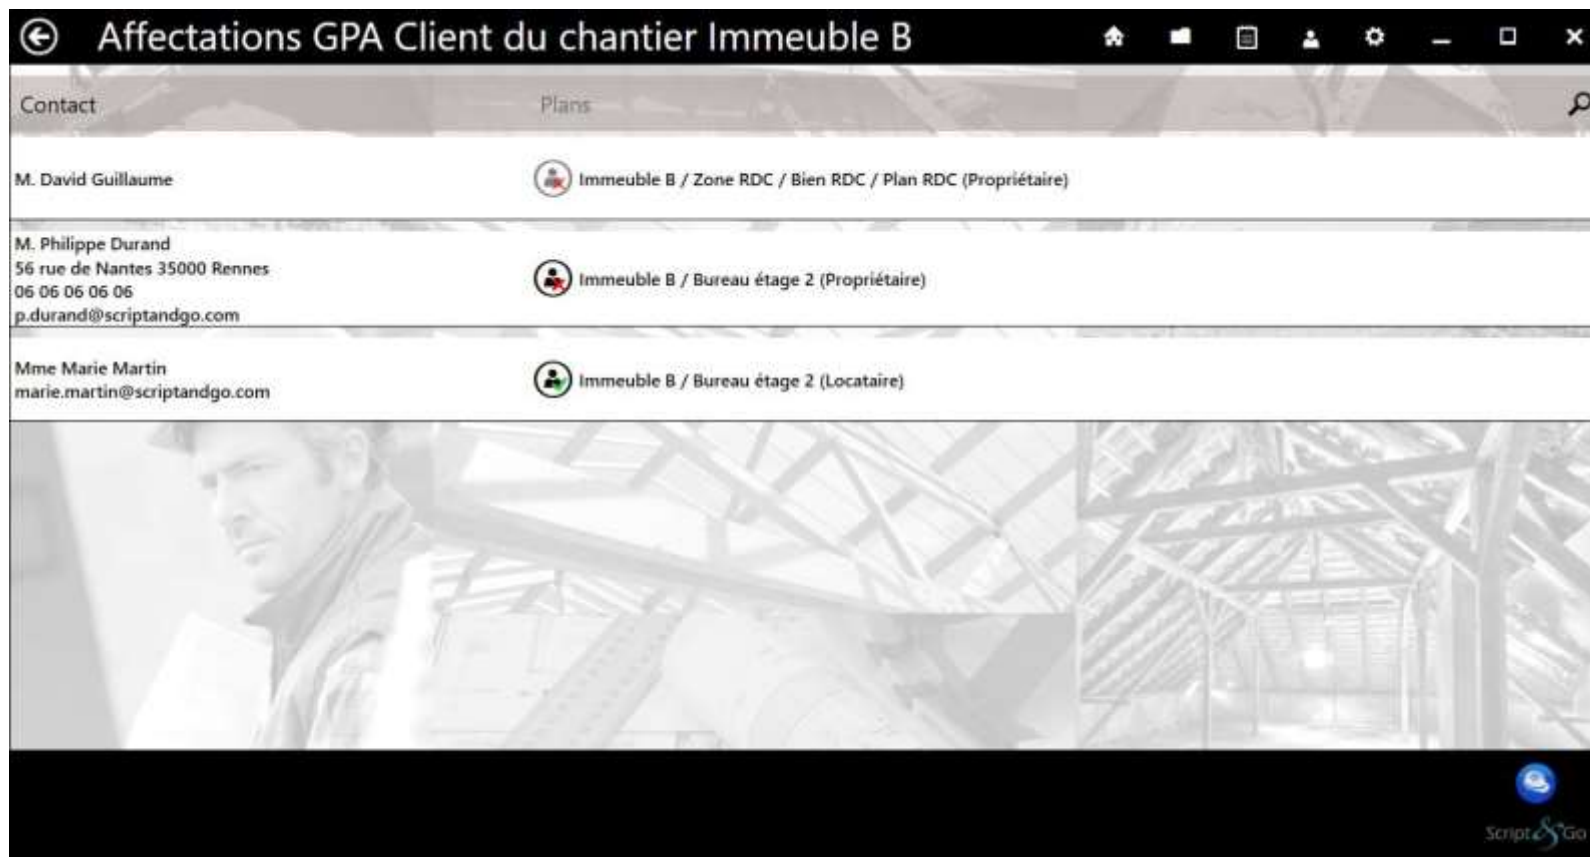 Affectations GPA Client du chantier Immeuble B
Contact
Plans
M. David Guillaume
Immeuble B / Zone RDC / Bien RDC / Plan RDC (Propriétaire)
M. Philippe Durand
56 rue de Nantes 35000 Rennes
06 06 06 06 06
p.durand@scriptandgo.com
Immeuble B / Bureau étage 2 (Propriétaire)
Mme Marie Martin
marie.martin@scriptandgo.com
Immeuble B / Bureau étage 2 (Locataire)
Script & Go